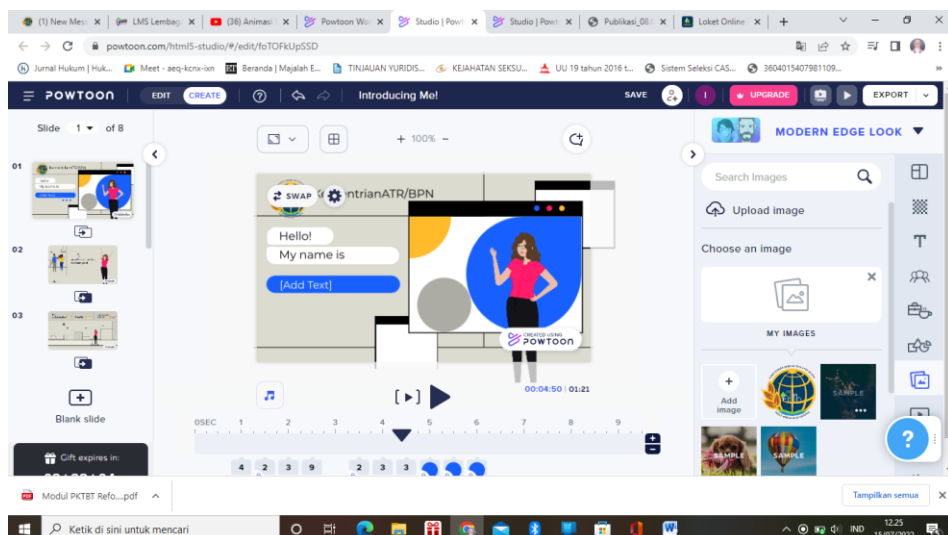 (1) New Mess
LMS Lembag
(36) Animasi
Powtoon Wo
Studio | Powt
Studio | Powt
Publikasi_08.0
Loket Online
powtoon.com/html5-studio/#/edit/foTOFkUpSSD
Jurnal Hukum | Huk...
Meet - aeq-kcnx-ixn
Beranda | Majalah E...
TINJAUAN YURIDIS...
KEJAHATAN SEKSU...
UU 19 tahun 2016 t...
Sistem Seleksi CAS...
3604015407981109...
POWTOON
EDIT
CREATE
Introducing Me!
SAVE
I
UPGRADE
EXPORT
Slide 1 of 8
+ 100% −
MODERN EDGE LOOK
Search Images
Upload image
Choose an image
MY IMAGES
Add
image
SAMPLE
SAMPLE
SAMPLE
01
02
03
Blank slide
Gift expires in:
SWAP
ntrianATR/BPN
Hello!
My name is
[Add Text]
CREATED USING
POWTOON
00:04:50 01:21
0SEC 1 2 3 4 5 6 7 8 9
4 2 3 9 2 3 3
?
Modul PKTBT Refo....pdf
Tampilkan semua
Ketik di sini untuk mencari
IND
12.25
15/07/2022